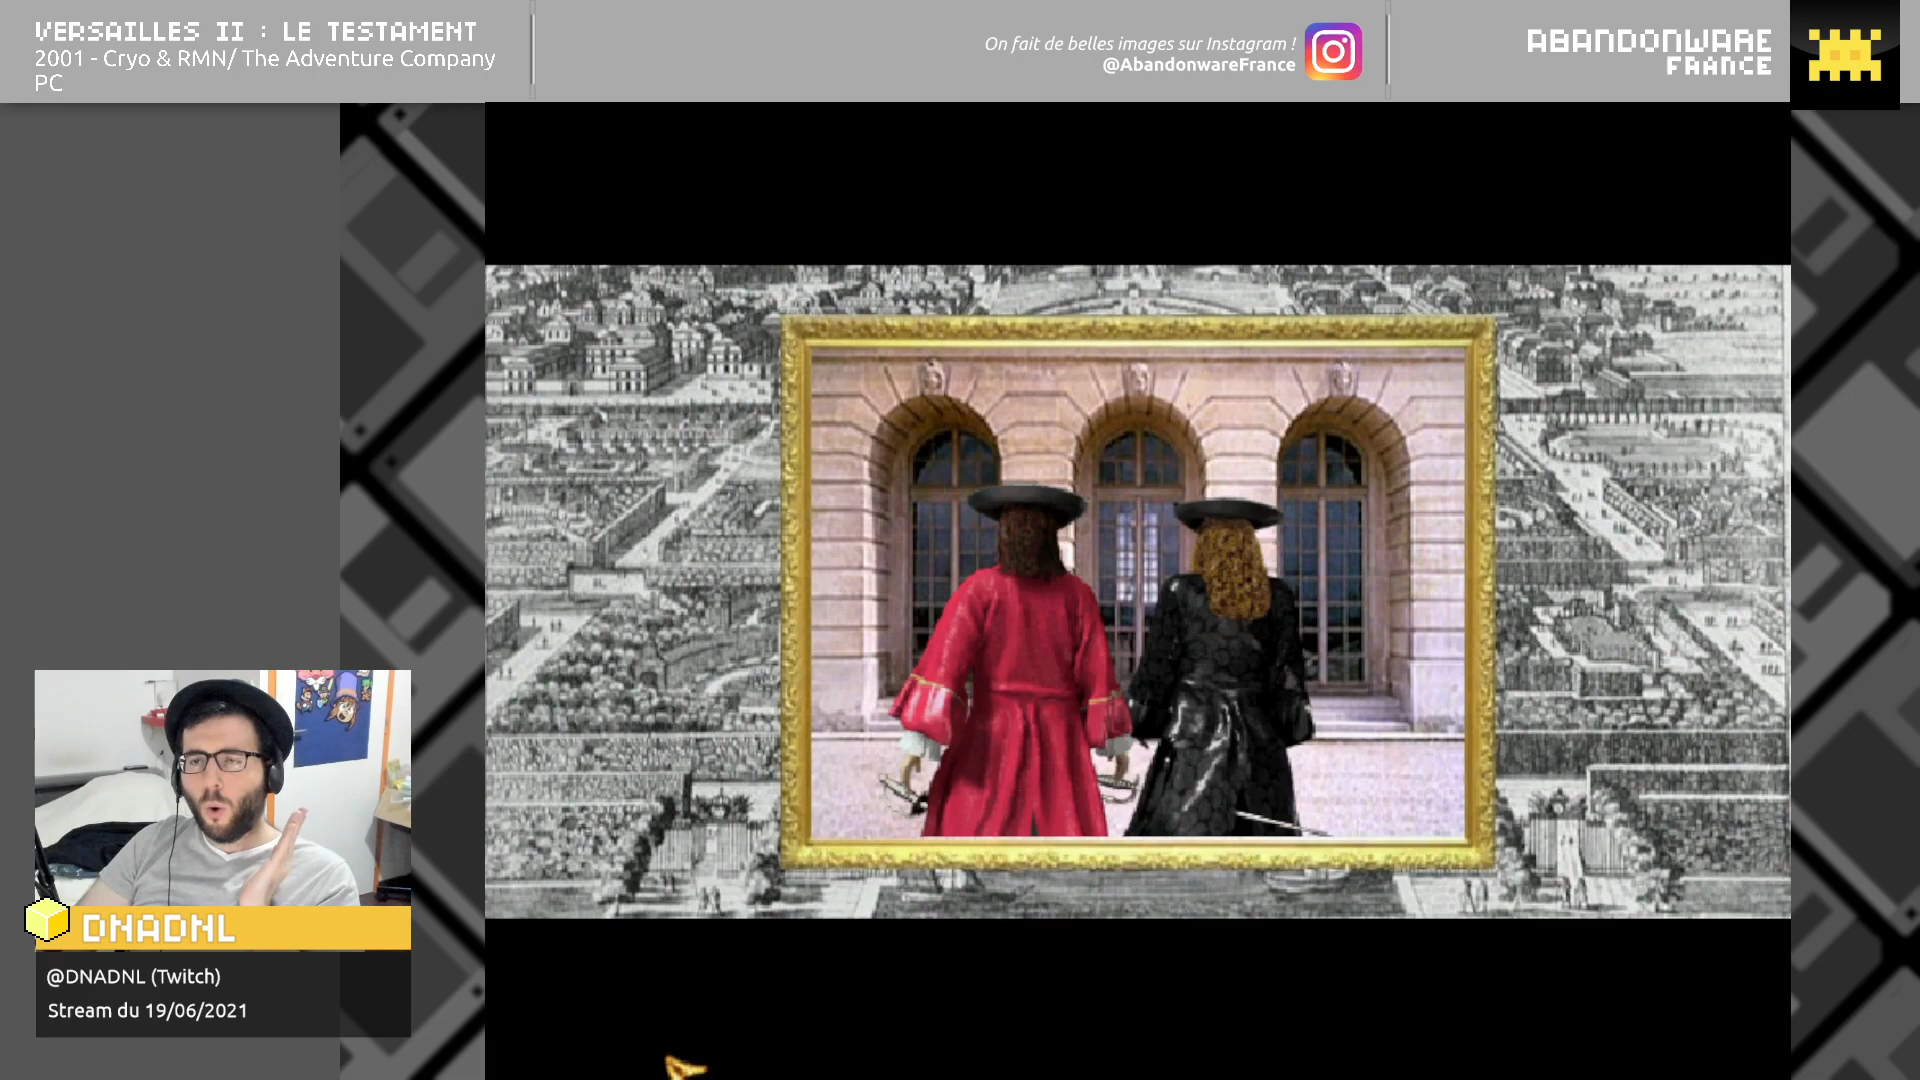 VERSAILLES II : LE TESTAMENT
2001 - Cryo & RMN/ The Adventure Company
PC
On fait de belles images sur Instagram !
@AbandonwareFrance
ABANDONWARE
FRANCE
DNADNL
@DNADNL (Twitch)
Stream du 19/06/2021